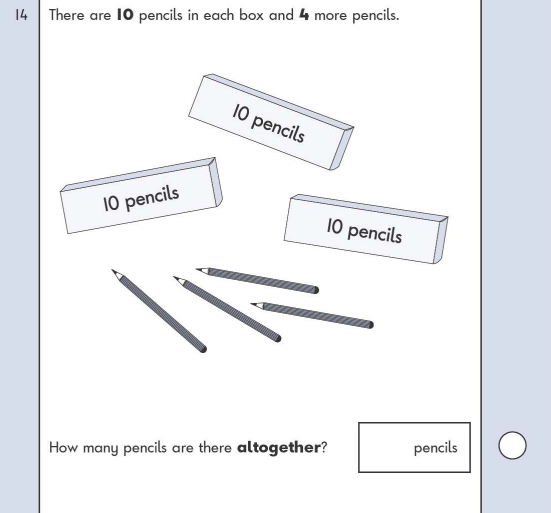 14 There are 10 pencils in each box and 4 more pencils.
10 pencils
10 pencils
10 pencils
How many pencils are there altogether?
pencils